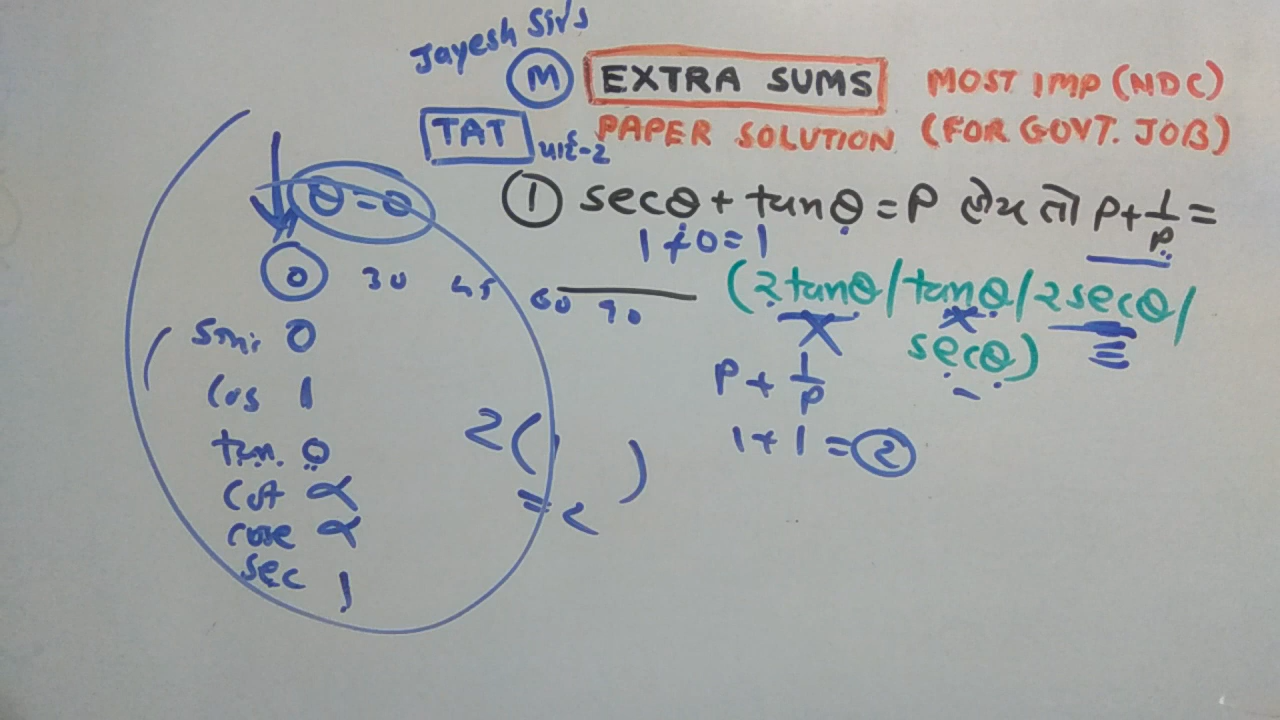 Jayesh Sir's
M EXTRA SUMS MOST IMP (NDC)
TAT ભાગ-2 PAPER SOLUTION (FOR GOVT. JOB)
θ = θ
① secθ + tanθ = P હોય તો P + 1/P =
1 + 0 = 1
0 30 45 60 90
(2tanθ / tanθ / 2secθ /
secθ)
sin 0
cos 1
tan. 0
cot α
cose α
sec 1
P + 1/P
1 + 1 = 2
2 ( )
=